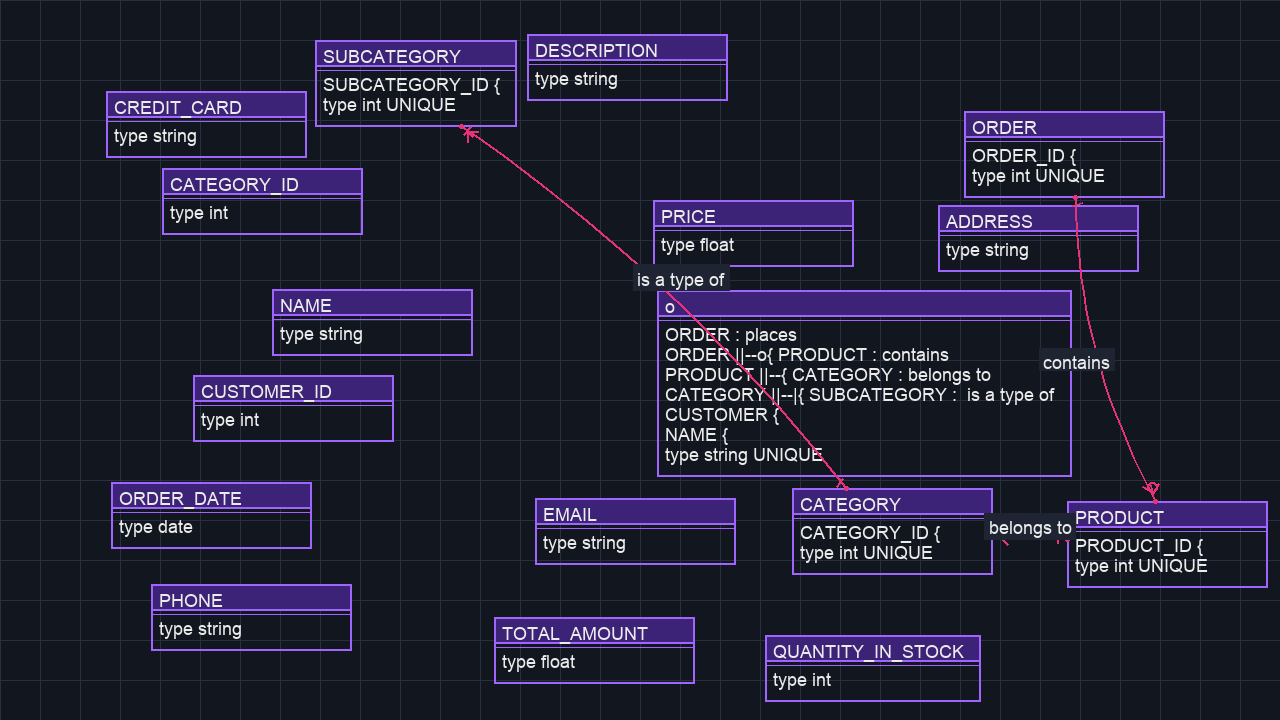 SUBCATEGORY
SUBCATEGORY_ID {
type int UNIQUE
DESCRIPTION
type string
CREDIT_CARD
type string
ORDER
ORDER_ID {
type int UNIQUE
CATEGORY_ID
type int
PRICE
type float
ADDRESS
type string
is a type of
NAME
type string
o
ORDER : places
ORDER ||--o{ PRODUCT : contains
PRODUCT ||--{ CATEGORY : belongs to
CATEGORY ||--|{ SUBCATEGORY :  is a type of
CUSTOMER {
NAME {
type string UNIQUE
contains
CUSTOMER_ID
type int
ORDER_DATE
type date
EMAIL
type string
CATEGORY
CATEGORY_ID {
type int UNIQUE
belongs to
PRODUCT
PRODUCT_ID {
type int UNIQUE
PHONE
type string
TOTAL_AMOUNT
type float
QUANTITY_IN_STOCK
type int